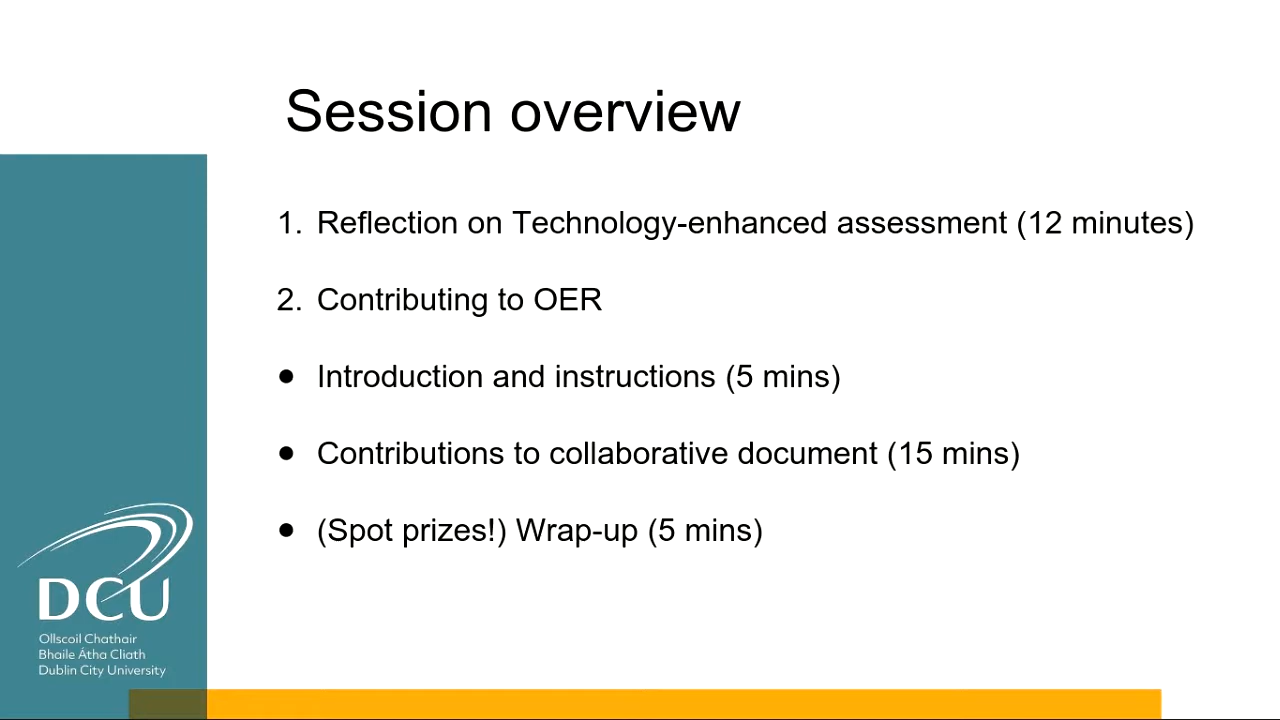 Session overview
1. Reflection on Technology-enhanced assessment (12 minutes)
2. Contributing to OER
● Introduction and instructions (5 mins)
● Contributions to collaborative document (15 mins)
● (Spot prizes!) Wrap-up (5 mins)
DCU
Ollscoil Chathair
Bhaile Átha Cliath
Dublin City University